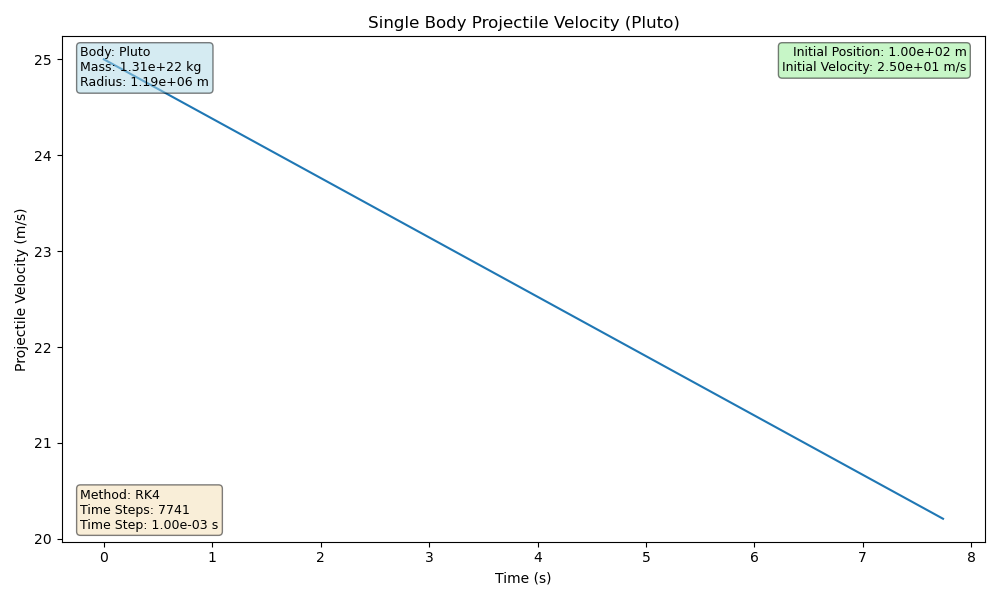 Single Body Projectile Velocity (Pluto)
Body: Pluto
Mass: 1.31e+22 kg
Radius: 1.19e+06 m
Initial Position: 1.00e+02 m
Initial Velocity: 2.50e+01 m/s
Projectile Velocity (m/s)
25
24
23
22
21
20
Method: RK4
Time Steps: 7741
Time Step: 1.00e-03 s
0 1 2 3 4 5 6 7 8
Time (s)